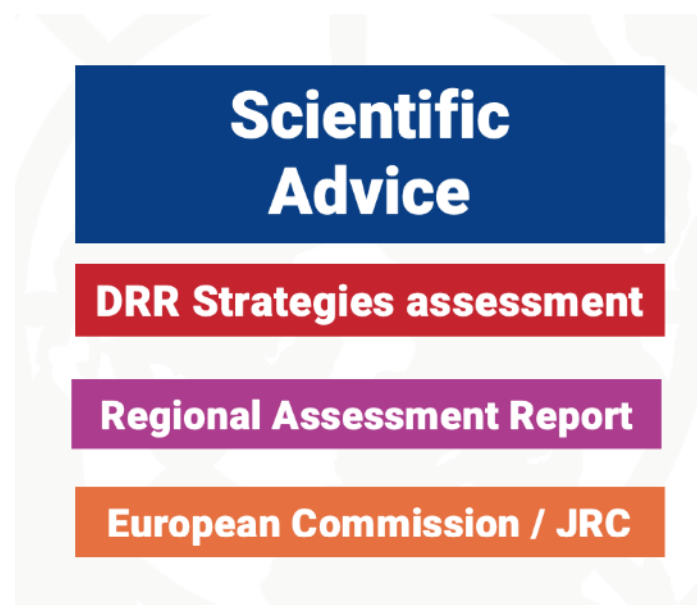 Scientific
Advice
DRR Strategies assessment
Regional Assessment Report
European Commission / JRC